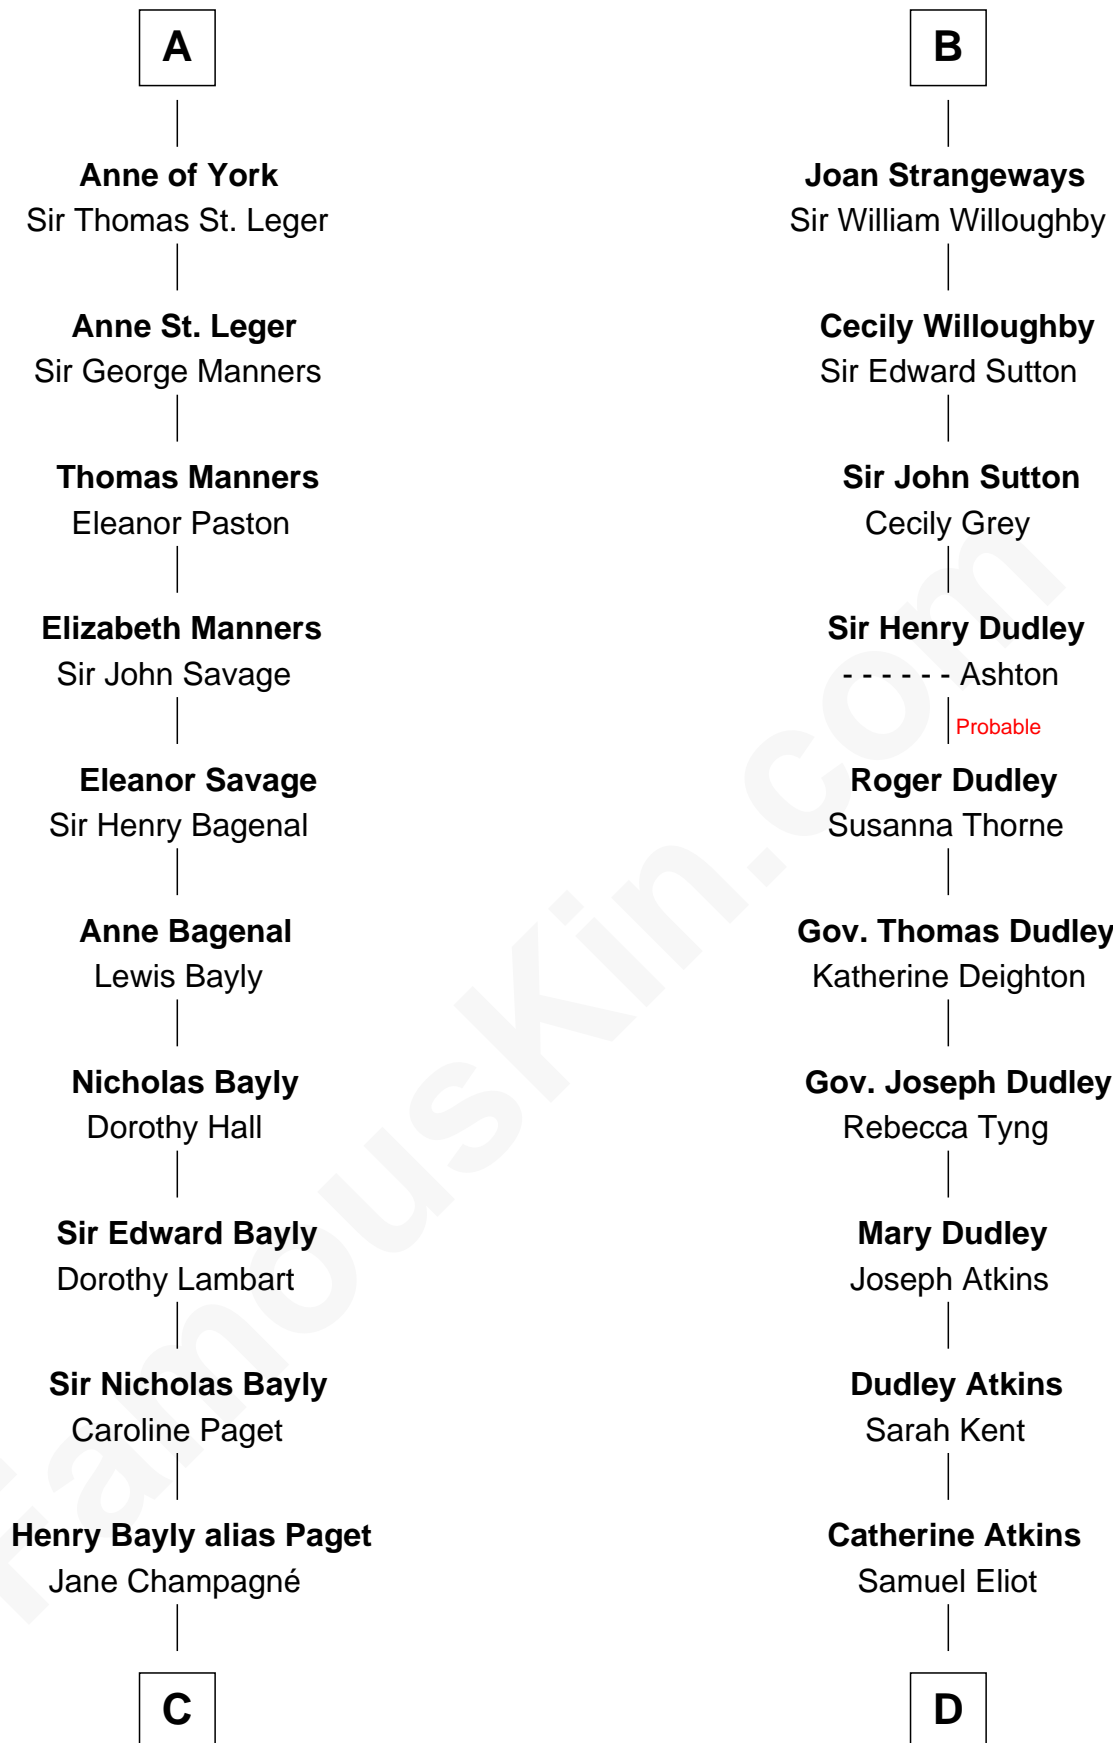 A
Anne of York
Sir Thomas St. Leger
Anne St. Leger
Sir George Manners
Thomas Manners
Eleanor Paston
Elizabeth Manners
Sir John Savage
Eleanor Savage
Sir Henry Bagenal
Anne Bagenal
Lewis Bayly
Nicholas Bayly
Dorothy Hall
Sir Edward Bayly
Dorothy Lambart
Sir Nicholas Bayly
Caroline Paget
Henry Bayly alias Paget
Jane Champagné
C
B
Joan Strangeways
Sir William Willoughby
Cecily Willoughby
Sir Edward Sutton
Sir John Sutton
Cecily Grey
Sir Henry Dudley
- - - - - - Ashton
Probable
Roger Dudley
Susanna Thorne
Gov. Thomas Dudley
Katherine Deighton
Gov. Joseph Dudley
Rebecca Tyng
Mary Dudley
Joseph Atkins
Dudley Atkins
Sarah Kent
Catherine Atkins
Samuel Eliot
D
FamousKin.com